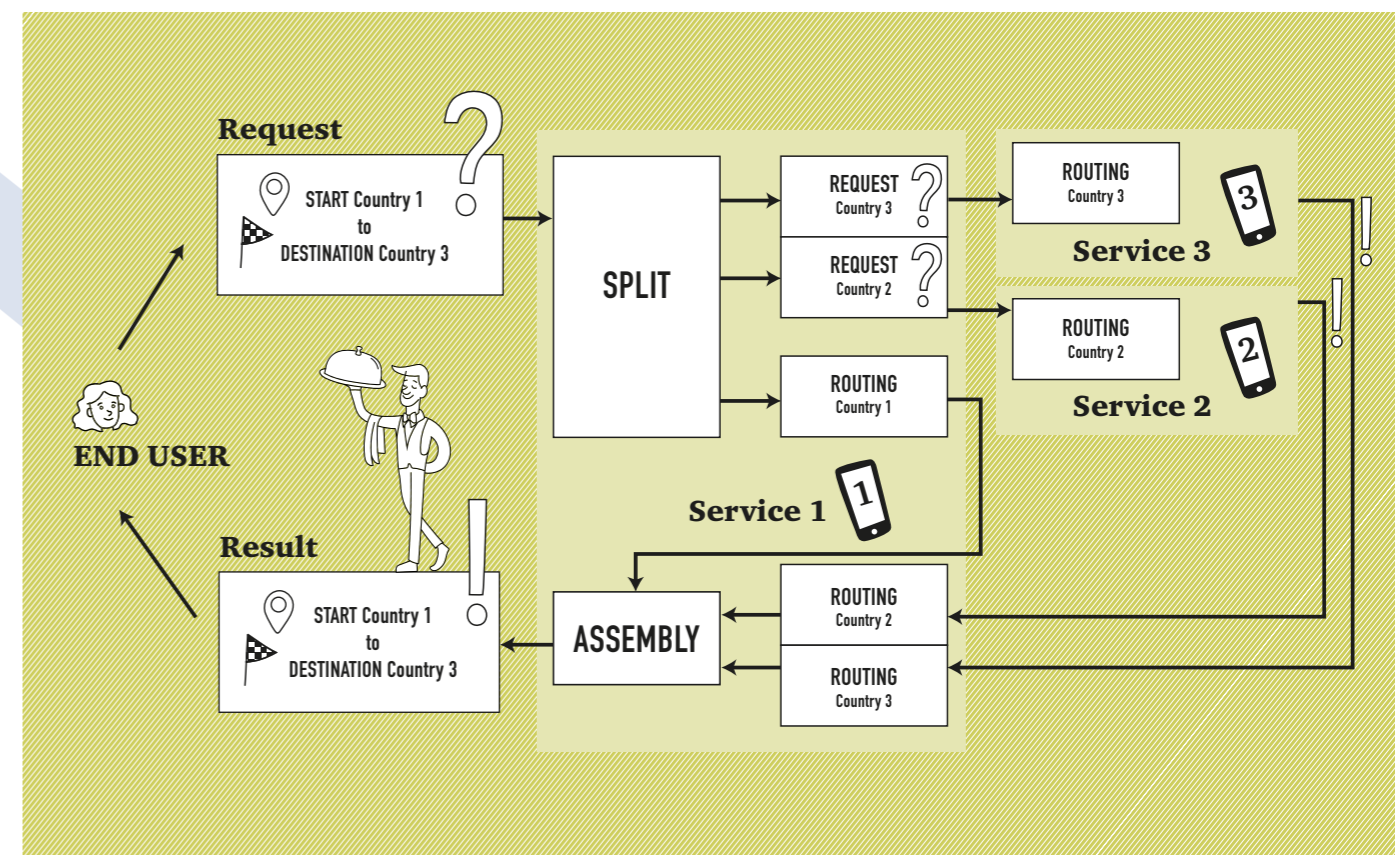 Request
?
START Country 1
to
DESTINATION Country 3
SPLIT
REQUEST
Country 3
?
REQUEST
Country 2
?
ROUTING
Country 1
ROUTING
Country 3
3
Service 3
!
ROUTING
Country 2
2
Service 2
!
END USER
Service 1
1
Result
!
START Country 1
to
DESTINATION Country 3
ASSEMBLY
ROUTING
Country 2
ROUTING
Country 3